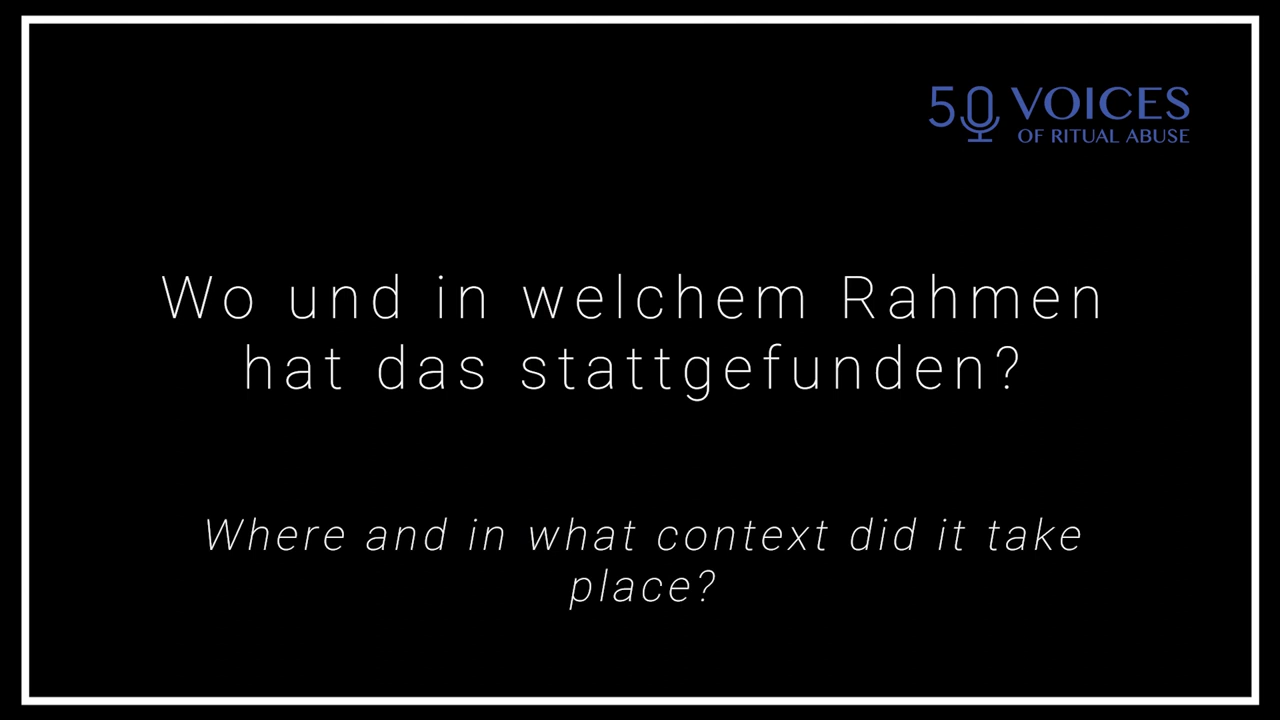 50 VOICES
OF RITUAL ABUSE
Wo und in welchem Rahmen
hat das stattgefunden?
Where and in what context did it take
place?